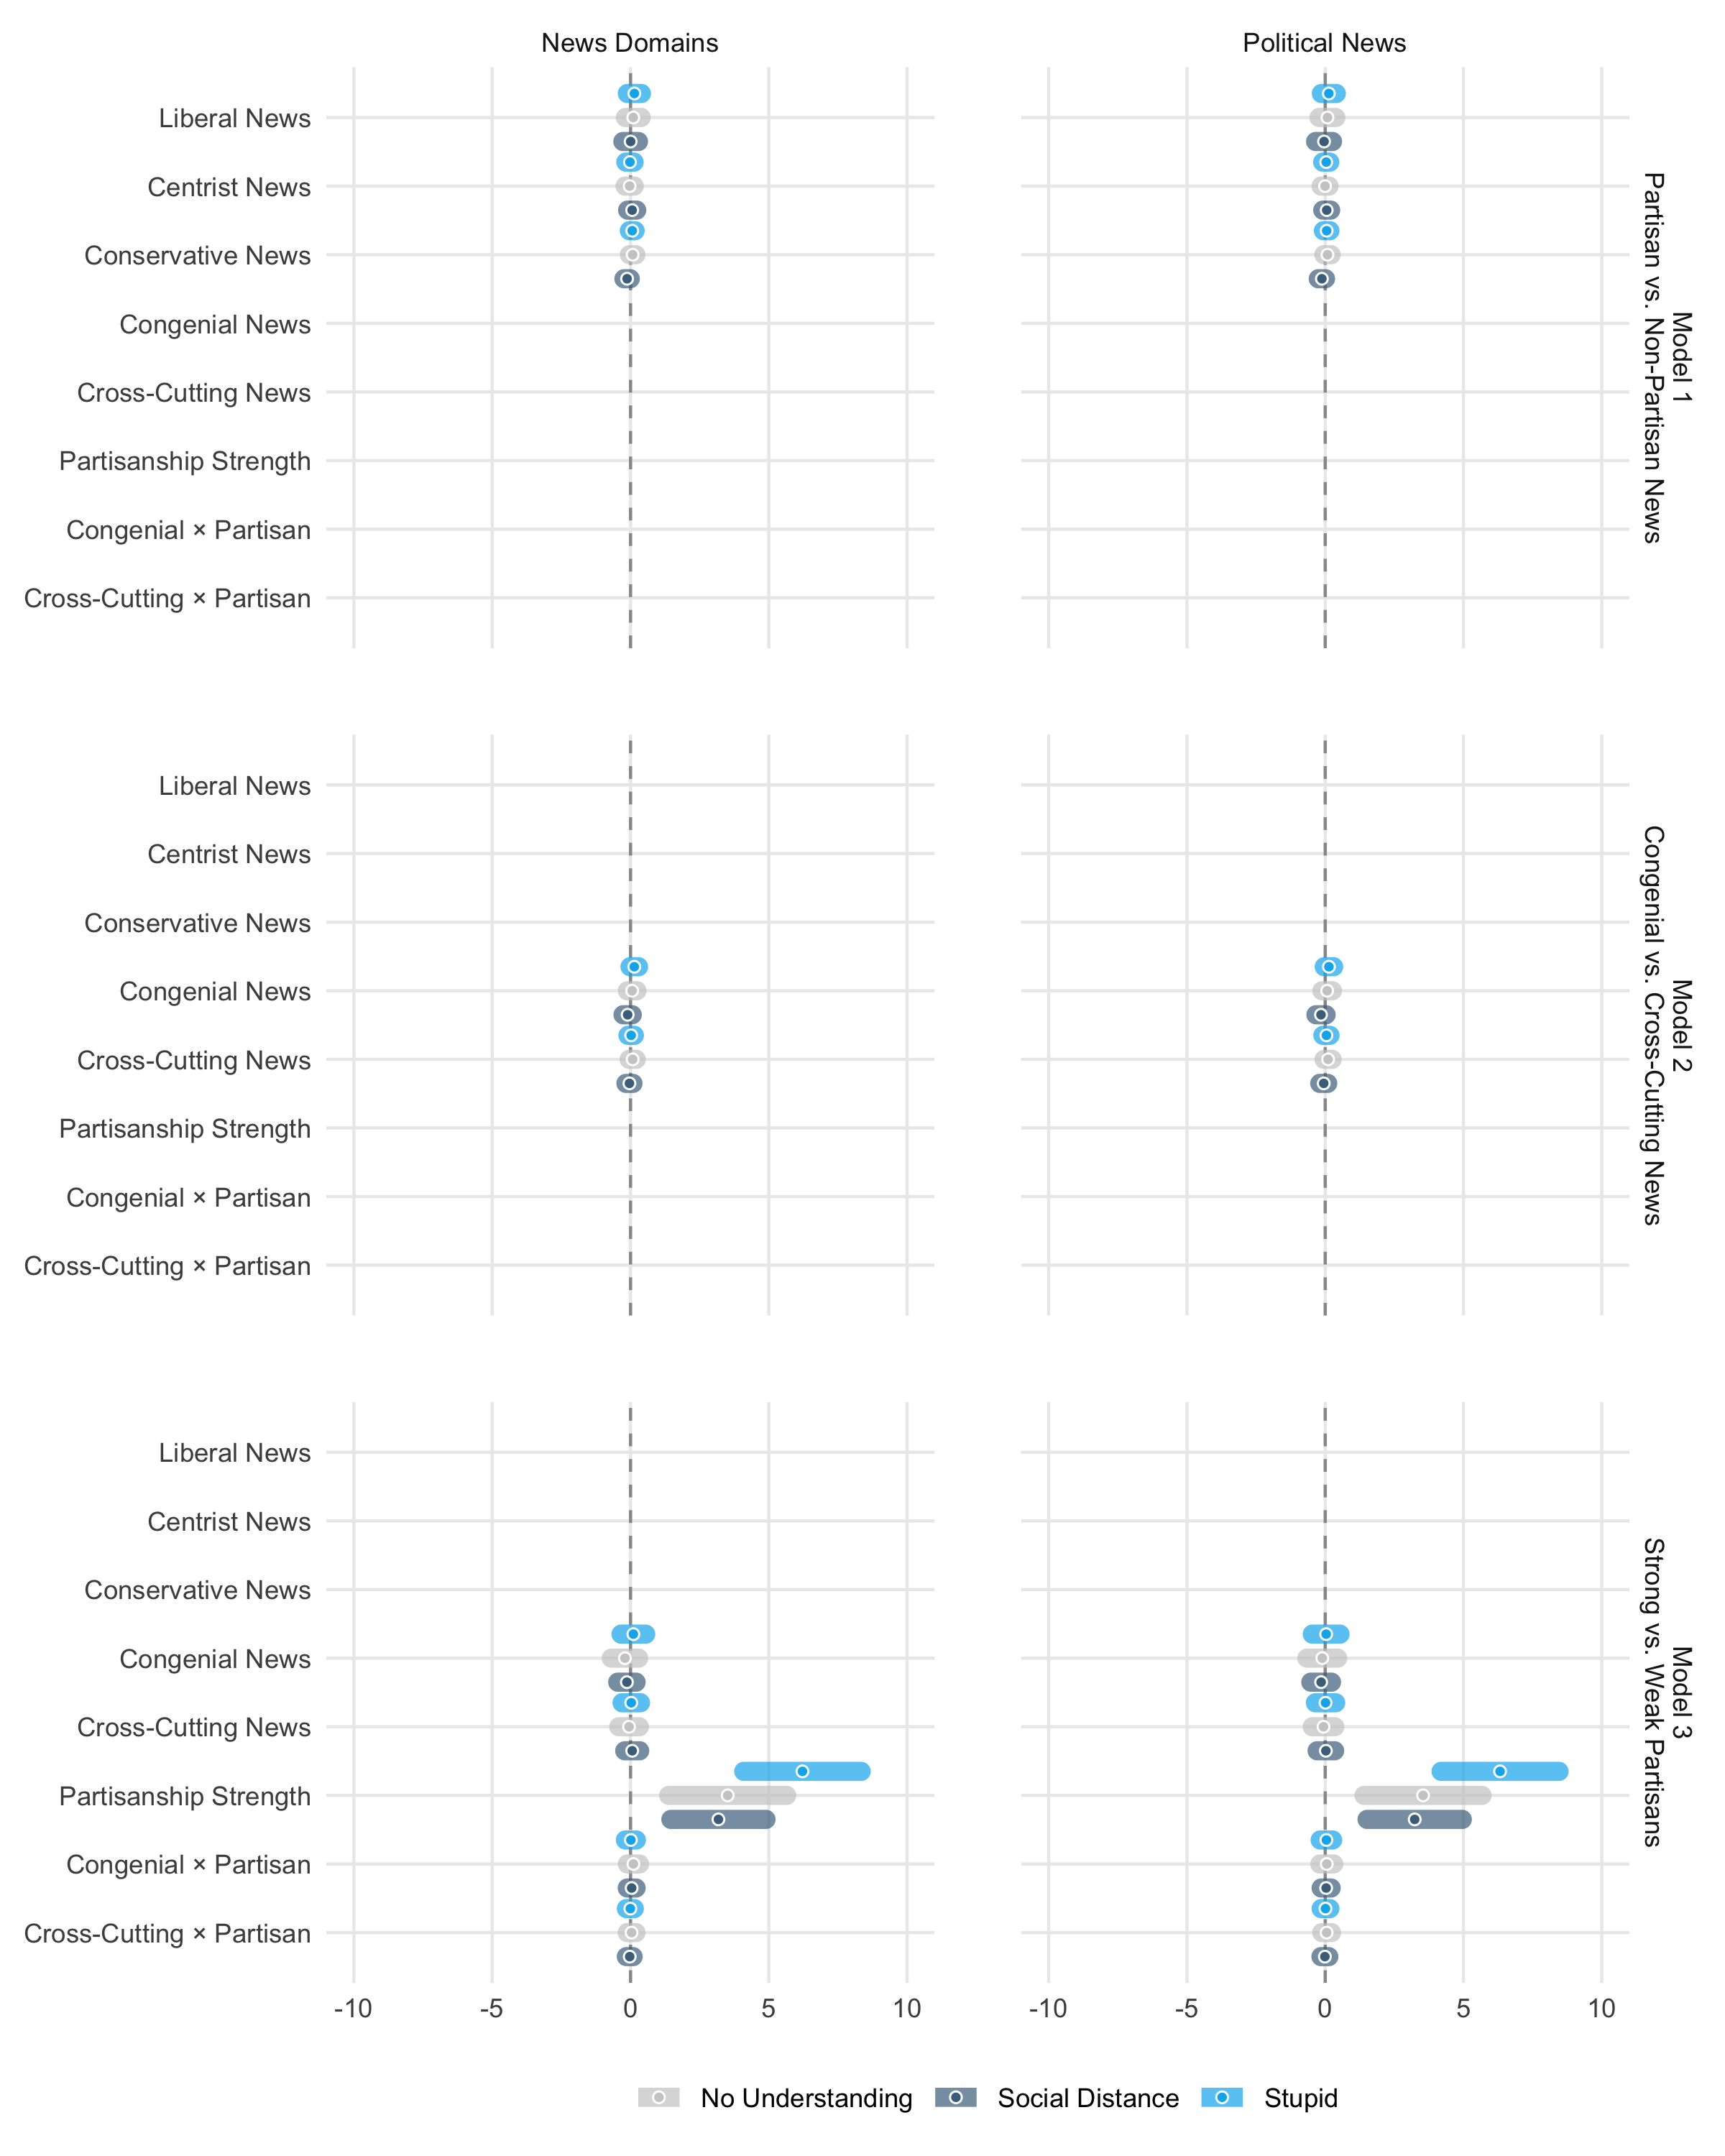 News Domains
Political News
Liberal News
Centrist News
Conservative News
Congenial News
Cross-Cutting News
Partisanship Strength
Congenial × Partisan
Cross-Cutting × Partisan
Model 1
Partisan vs. Non-Partisan News
Liberal News
Centrist News
Conservative News
Congenial News
Cross-Cutting News
Partisanship Strength
Congenial × Partisan
Cross-Cutting × Partisan
Model 2
Congenial vs. Cross-Cutting News
Liberal News
Centrist News
Conservative News
Congenial News
Cross-Cutting News
Partisanship Strength
Congenial × Partisan
Cross-Cutting × Partisan
Model 3
Strong vs. Weak Partisans
-10 -5 0 5 10
-10 -5 0 5 10
No Understanding Social Distance Stupid